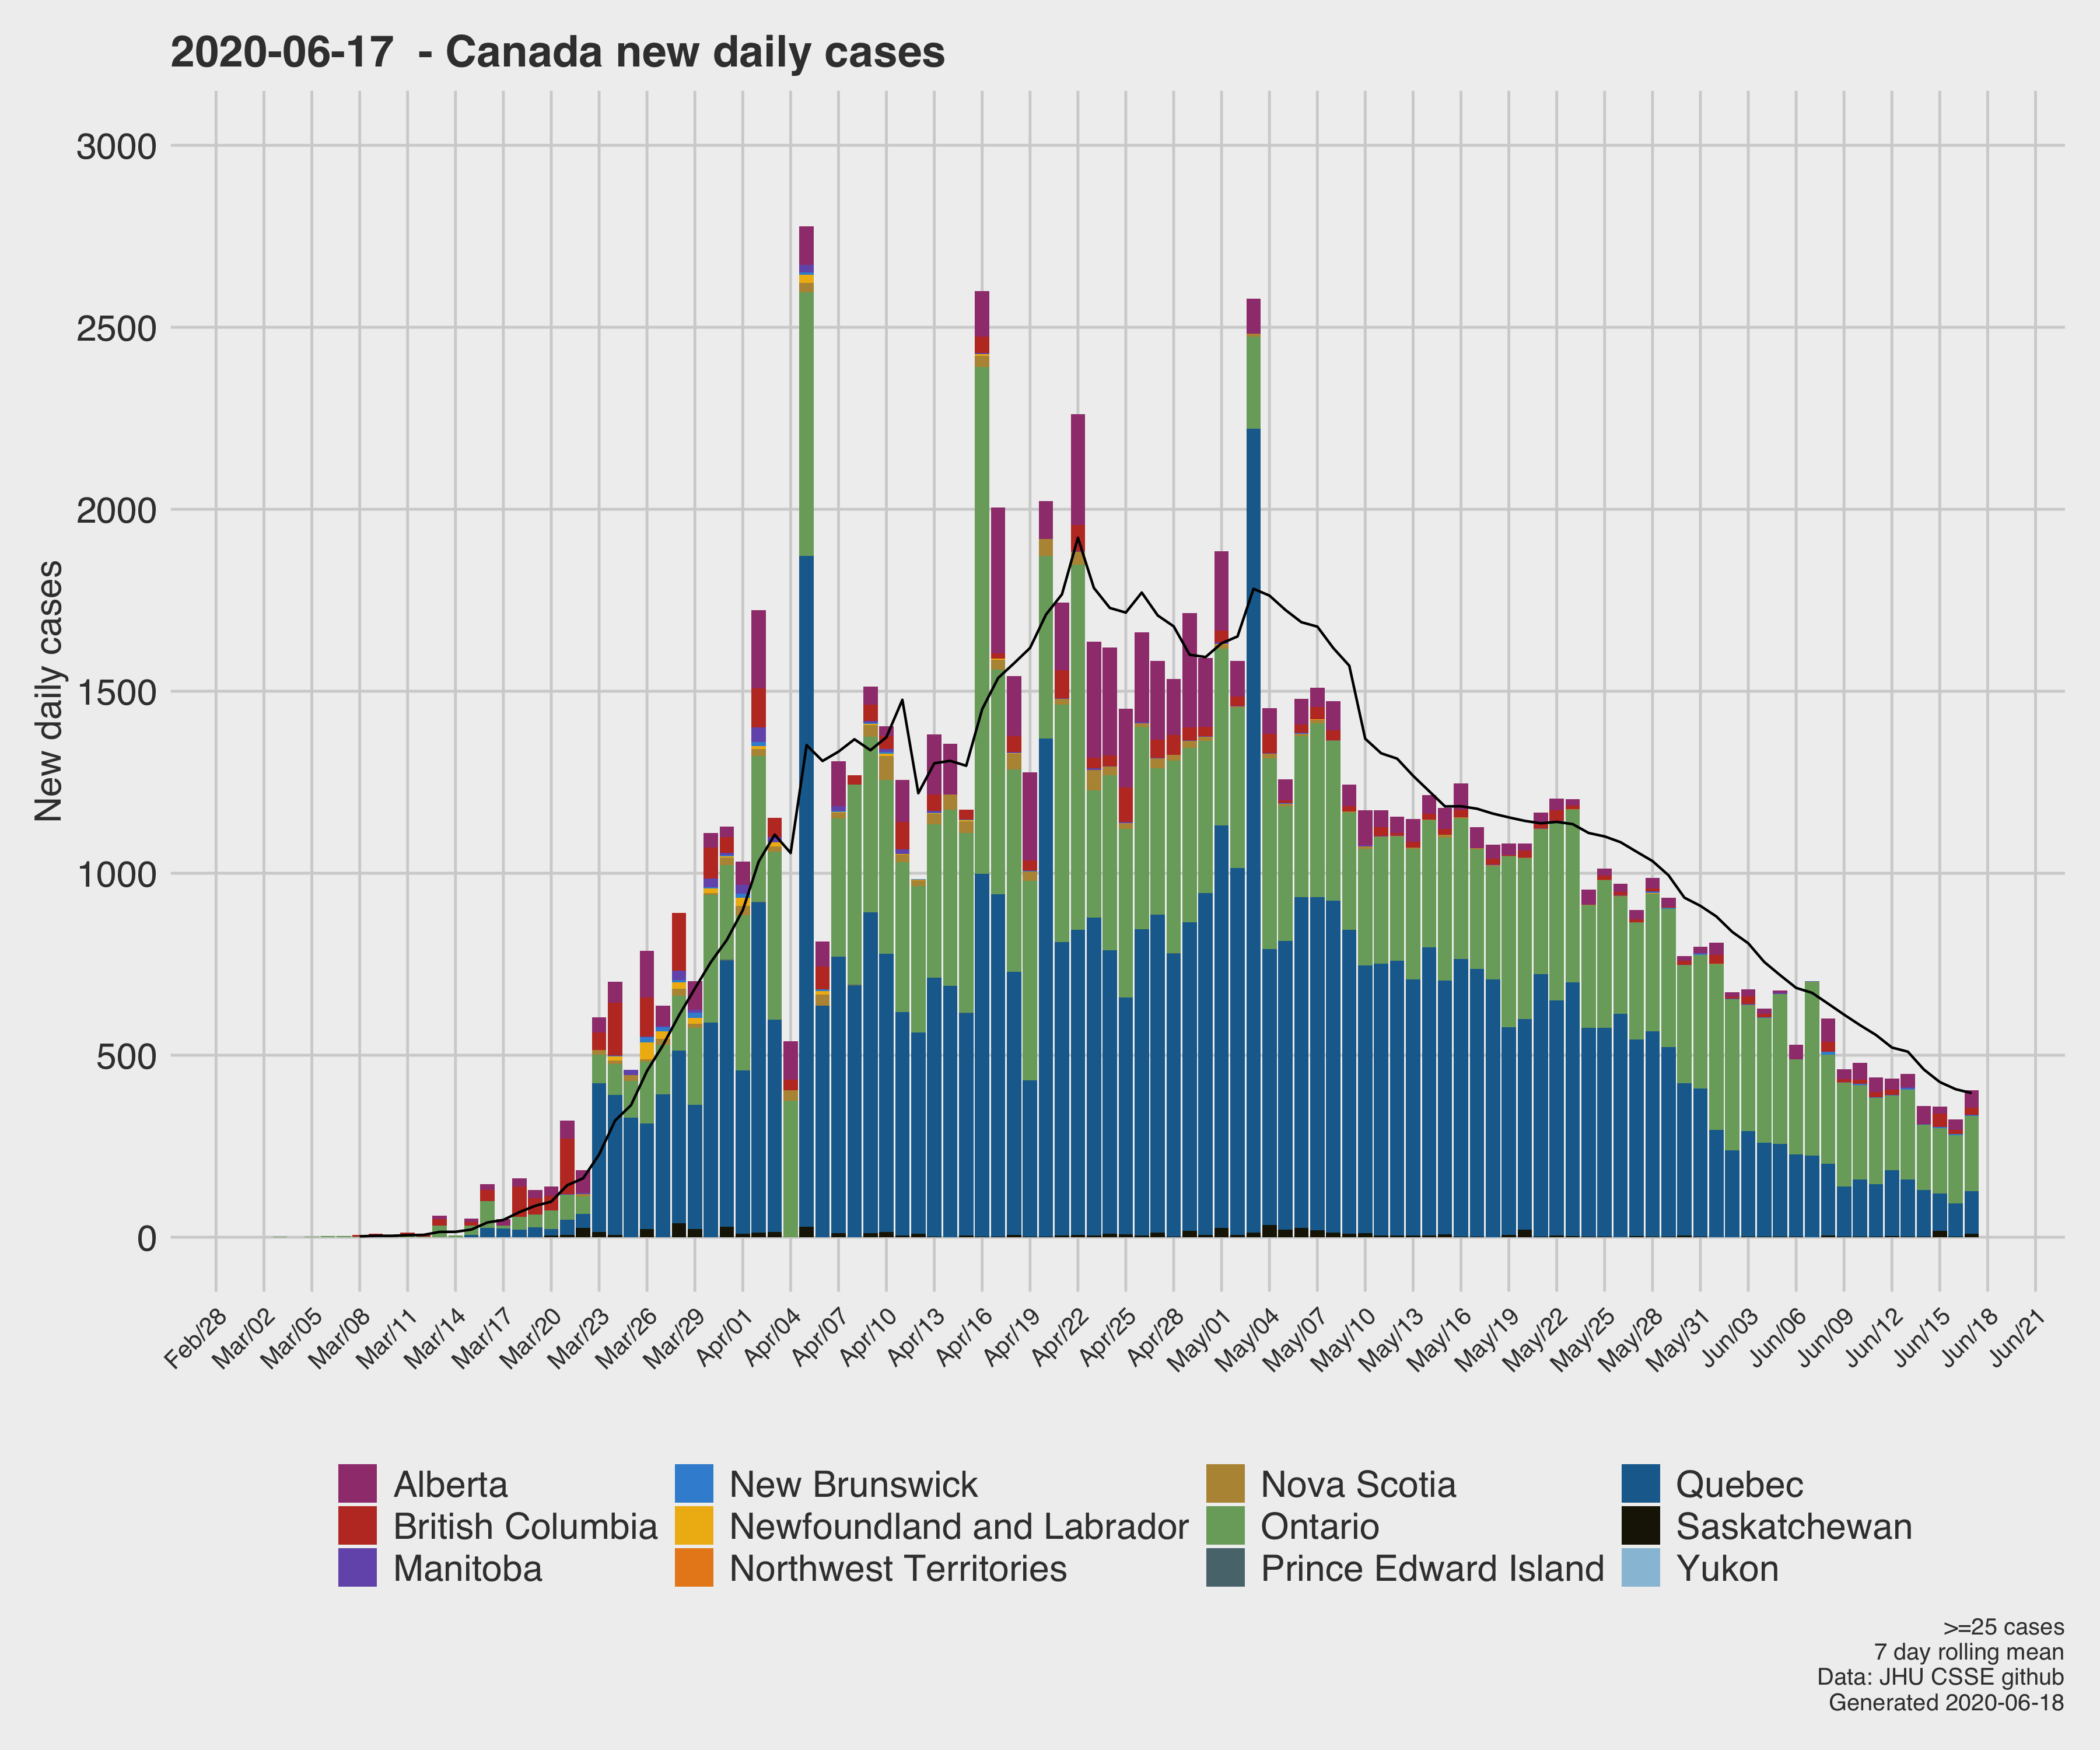 2020-06-17  - Canada new daily cases
New daily cases
3000
2500
2000
1500
1000
500
0
Feb/28 Mar/02 Mar/05 Mar/08 Mar/11 Mar/14 Mar/17 Mar/20 Mar/23 Mar/26 Mar/29 Apr/01 Apr/04 Apr/07 Apr/10 Apr/13 Apr/16 Apr/19 Apr/22 Apr/25 Apr/28 May/01 May/04 May/07 May/10 May/13 May/16 May/19 May/22 May/25 May/28 May/31 Jun/03 Jun/06 Jun/09 Jun/12 Jun/15 Jun/18 Jun/21
Alberta New Brunswick Nova Scotia Quebec
British Columbia Newfoundland and Labrador Ontario Saskatchewan
Manitoba Northwest Territories Prince Edward Island Yukon
>=25 cases
7 day rolling mean
Data: JHU CSSE github
Generated 2020-06-18